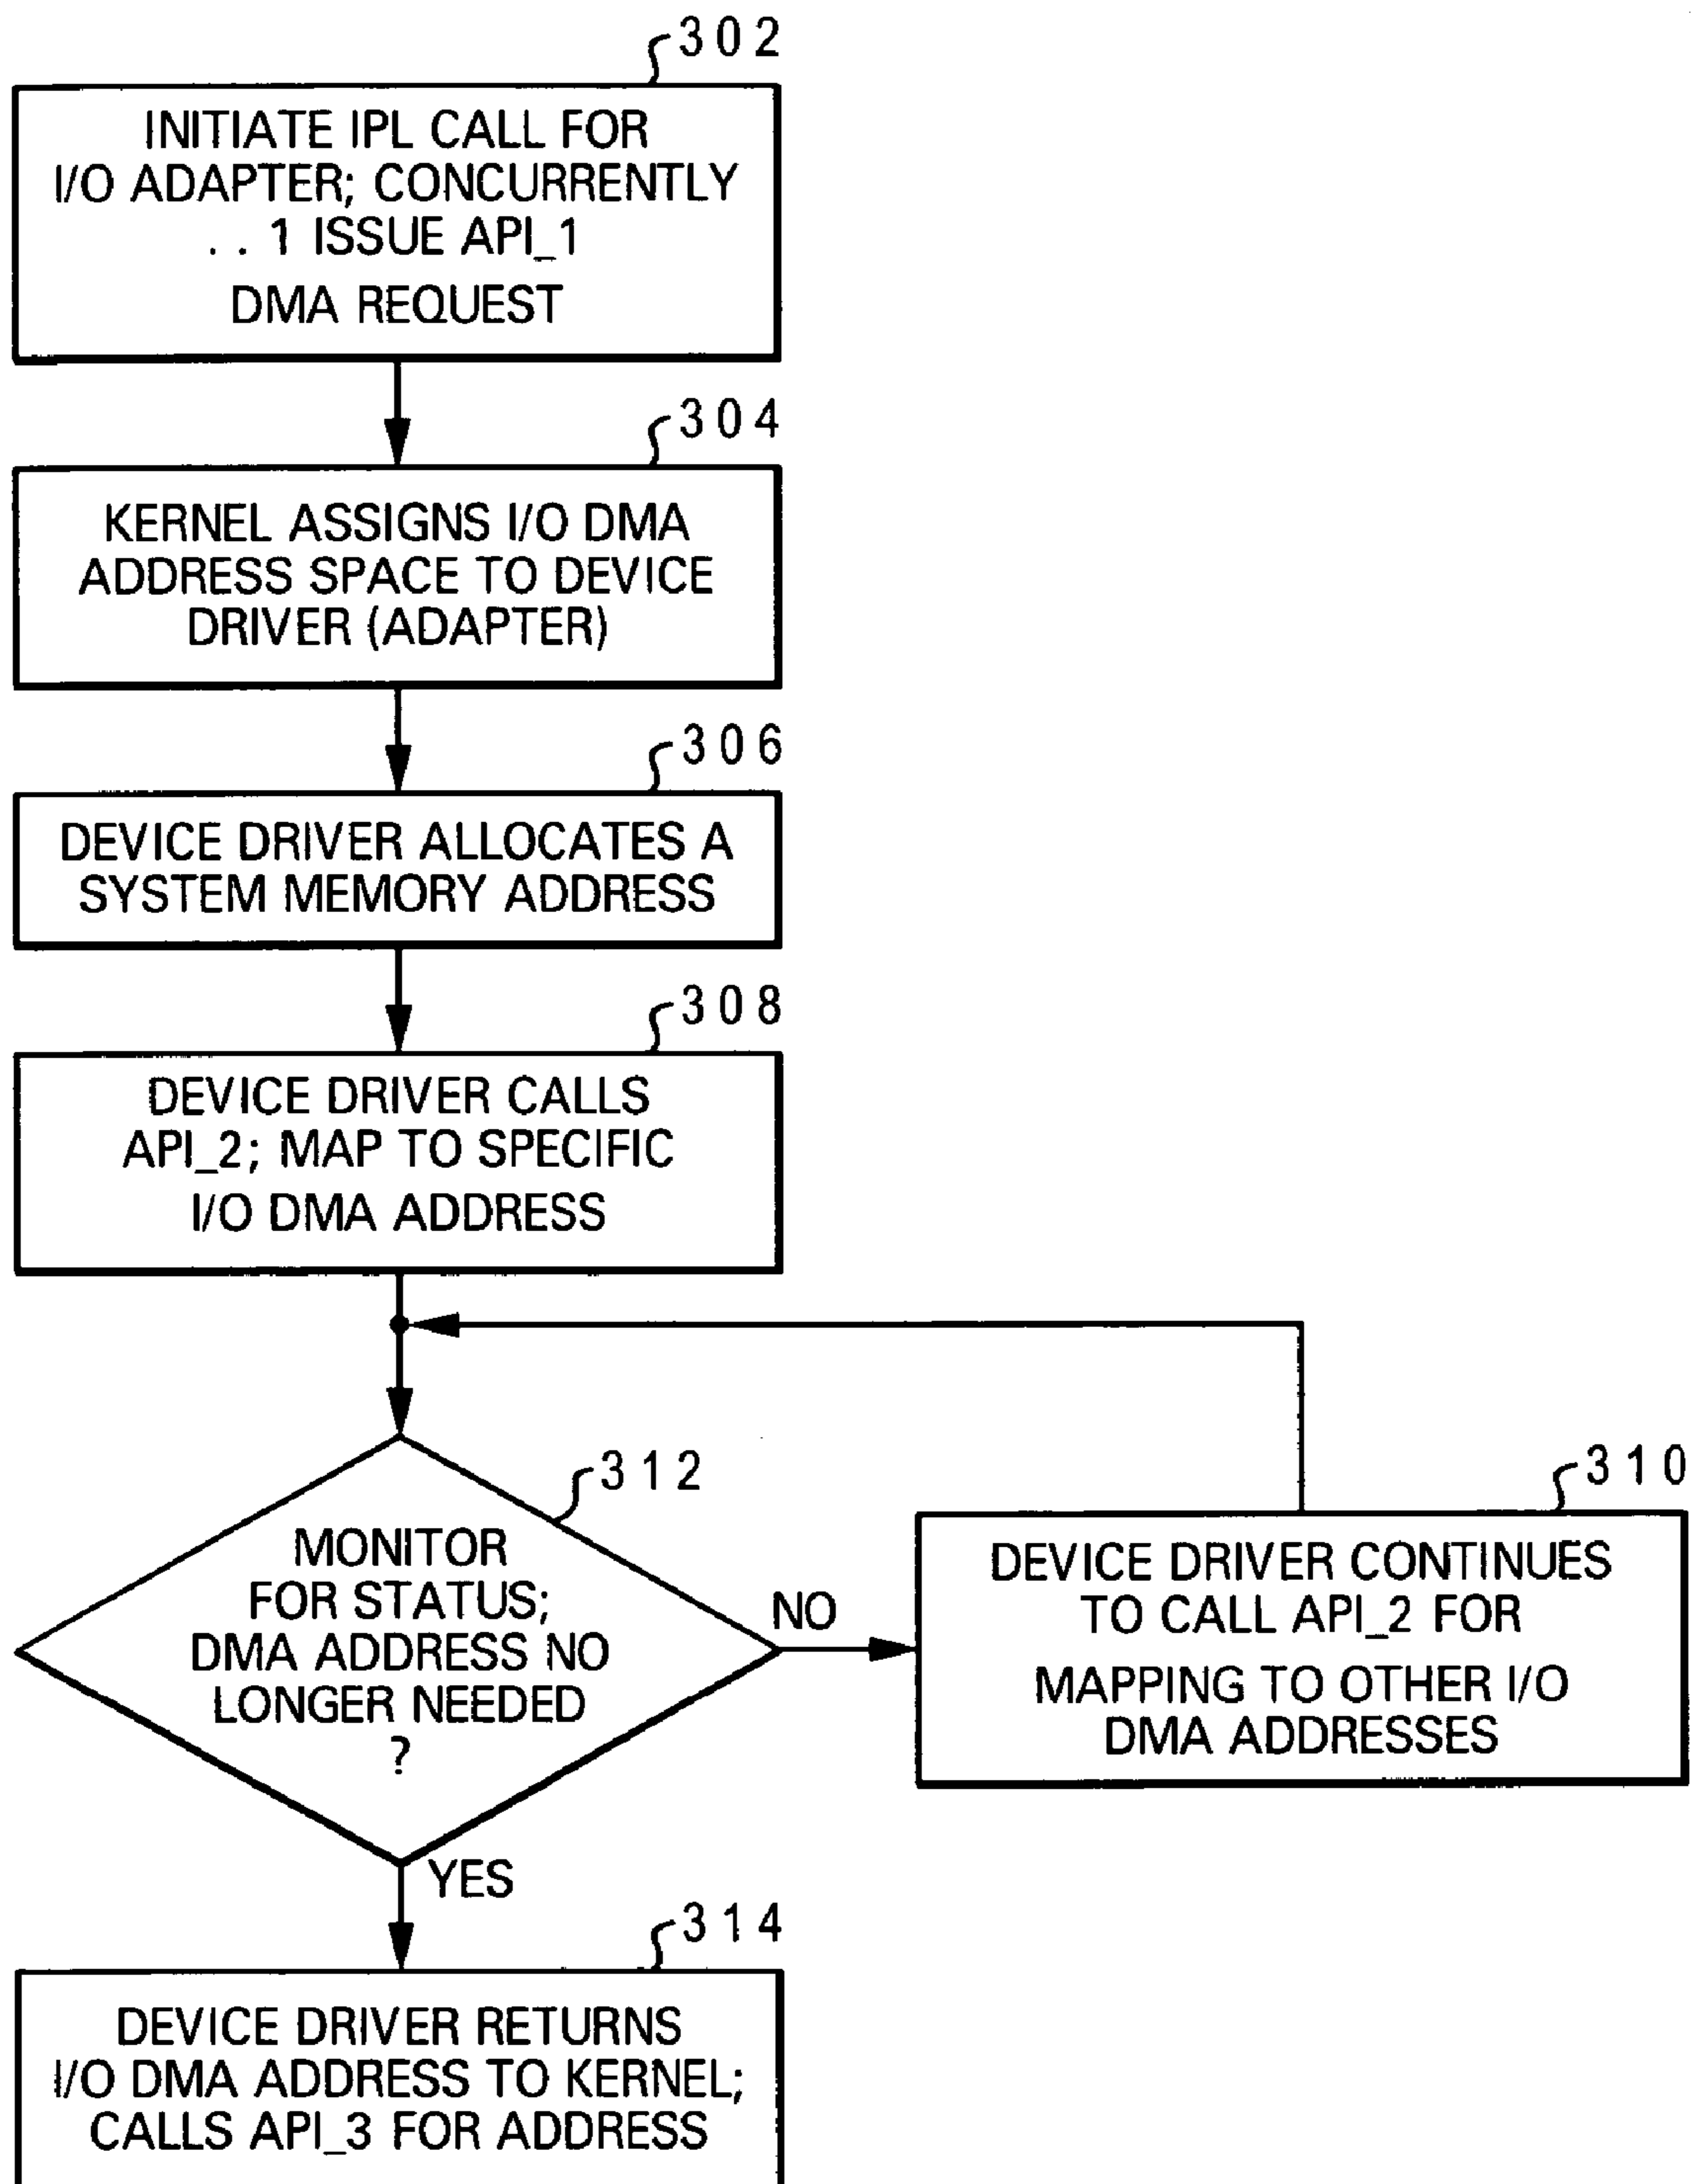 302
INITIATE IPL CALL FOR
I/O ADAPTER; CONCURRENTLY
. . 1 ISSUE API_1
DMA REQUEST
304
KERNEL ASSIGNS I/O DMA
ADDRESS SPACE TO DEVICE
DRIVER (ADAPTER)
306
DEVICE DRIVER ALLOCATES A
SYSTEM MEMORY ADDRESS
308
DEVICE DRIVER CALLS
API_2; MAP TO SPECIFIC
I/O DMA ADDRESS
312
MONITOR
FOR STATUS;
DMA ADDRESS NO
LONGER NEEDED
?
NO
310
DEVICE DRIVER CONTINUES
TO CALL API_2 FOR
MAPPING TO OTHER I/O
DMA ADDRESSES
YES
314
DEVICE DRIVER RETURNS
I/O DMA ADDRESS TO KERNEL;
CALLS API_3 FOR ADDRESS